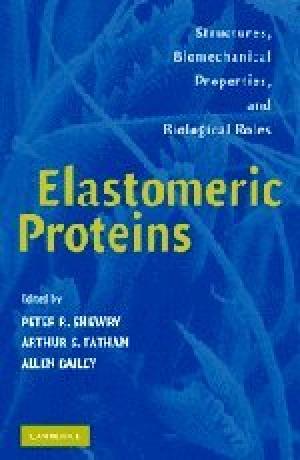 Structures,
Biomechanical
Properties,
and
Biological Roles
Elastomeric
Proteins
Edited by
PETER R. SHEWRY
ARTHUR S. TATHAM
ALLEN BAILEY
CAMBRIDGE